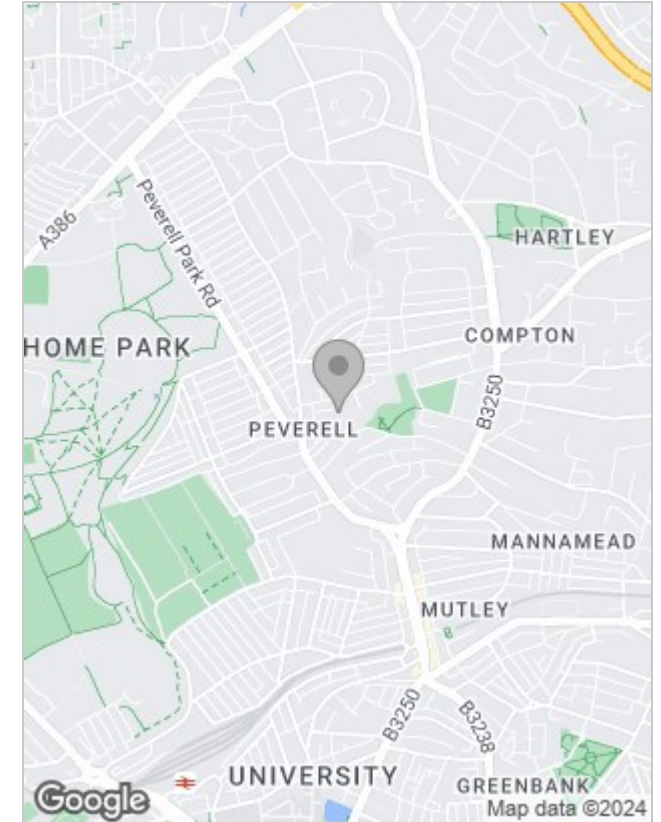 A386
Peverell Park Rd
HARTLEY
HOME PARK
COMPTON
B3250
PEVERELL
MANNAMEAD
MUTLEY
B3250
B3238
UNIVERSITY
GREENBANK
Google
Map data ©2024